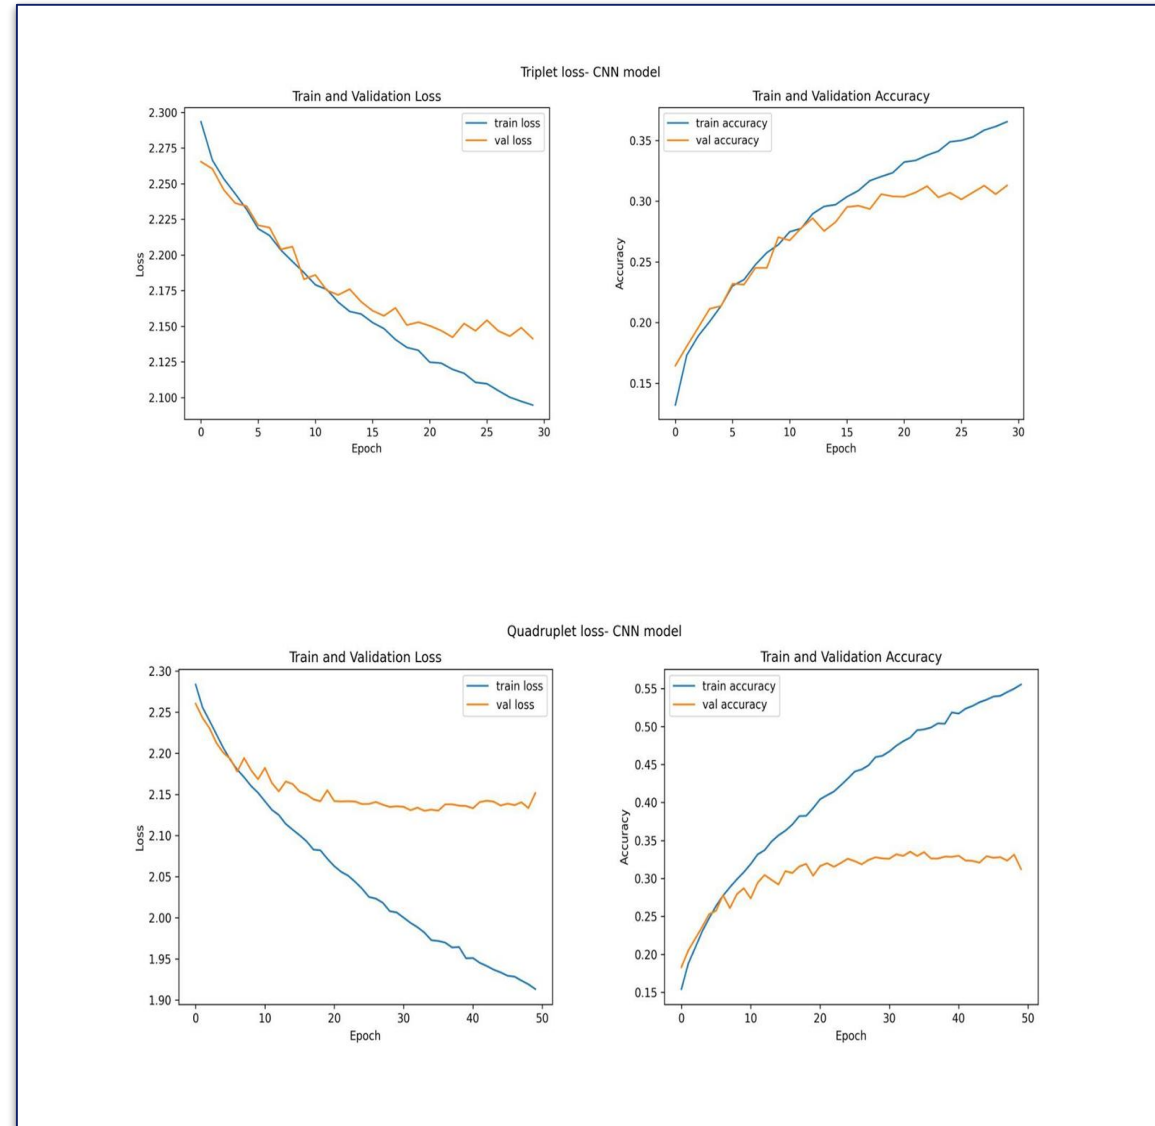 Triplet loss- CNN model
Train and Validation Loss
train loss
val loss
2.300
2.275
2.250
2.225
2.200
2.175
2.150
2.125
2.100
Loss
0 5 10 15 20 25 30
Epoch
Train and Validation Accuracy
train accuracy
val accuracy
0.35
0.30
0.25
0.20
0.15
Accuracy
0 5 10 15 20 25 30
Epoch
Quadruplet loss- CNN model
Train and Validation Loss
train loss
val loss
2.30
2.25
2.20
2.15
2.10
2.05
2.00
1.95
1.90
Loss
0 10 20 30 40 50
Epoch
Train and Validation Accuracy
train accuracy
val accuracy
0.55
0.50
0.45
0.40
0.35
0.30
0.25
0.20
0.15
Accuracy
0 10 20 30 40 50
Epoch